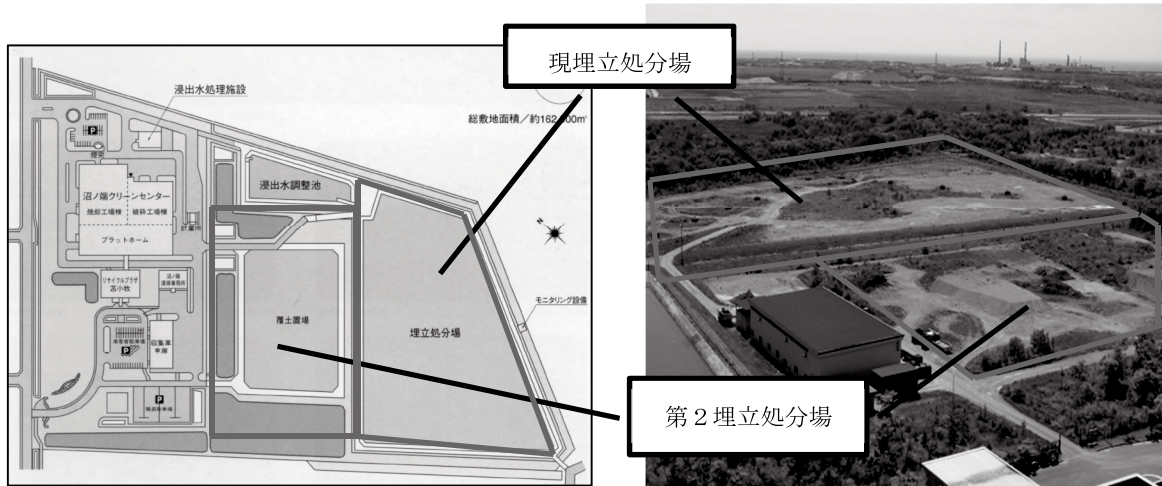 現埋立処分場
浸出水処理施設
総敷地面積／約162,
00㎡
P
煙突
沼ノ端クリーンセンター
焼却工場棟
破砕工場棟
プラットホーム
計量所
浸出水調整池
リサイクルプラザ
苫小牧
覆土置場
埋立処分場
モニタリング設備
P
収集車
車庫
P
N
第２埋立処分場